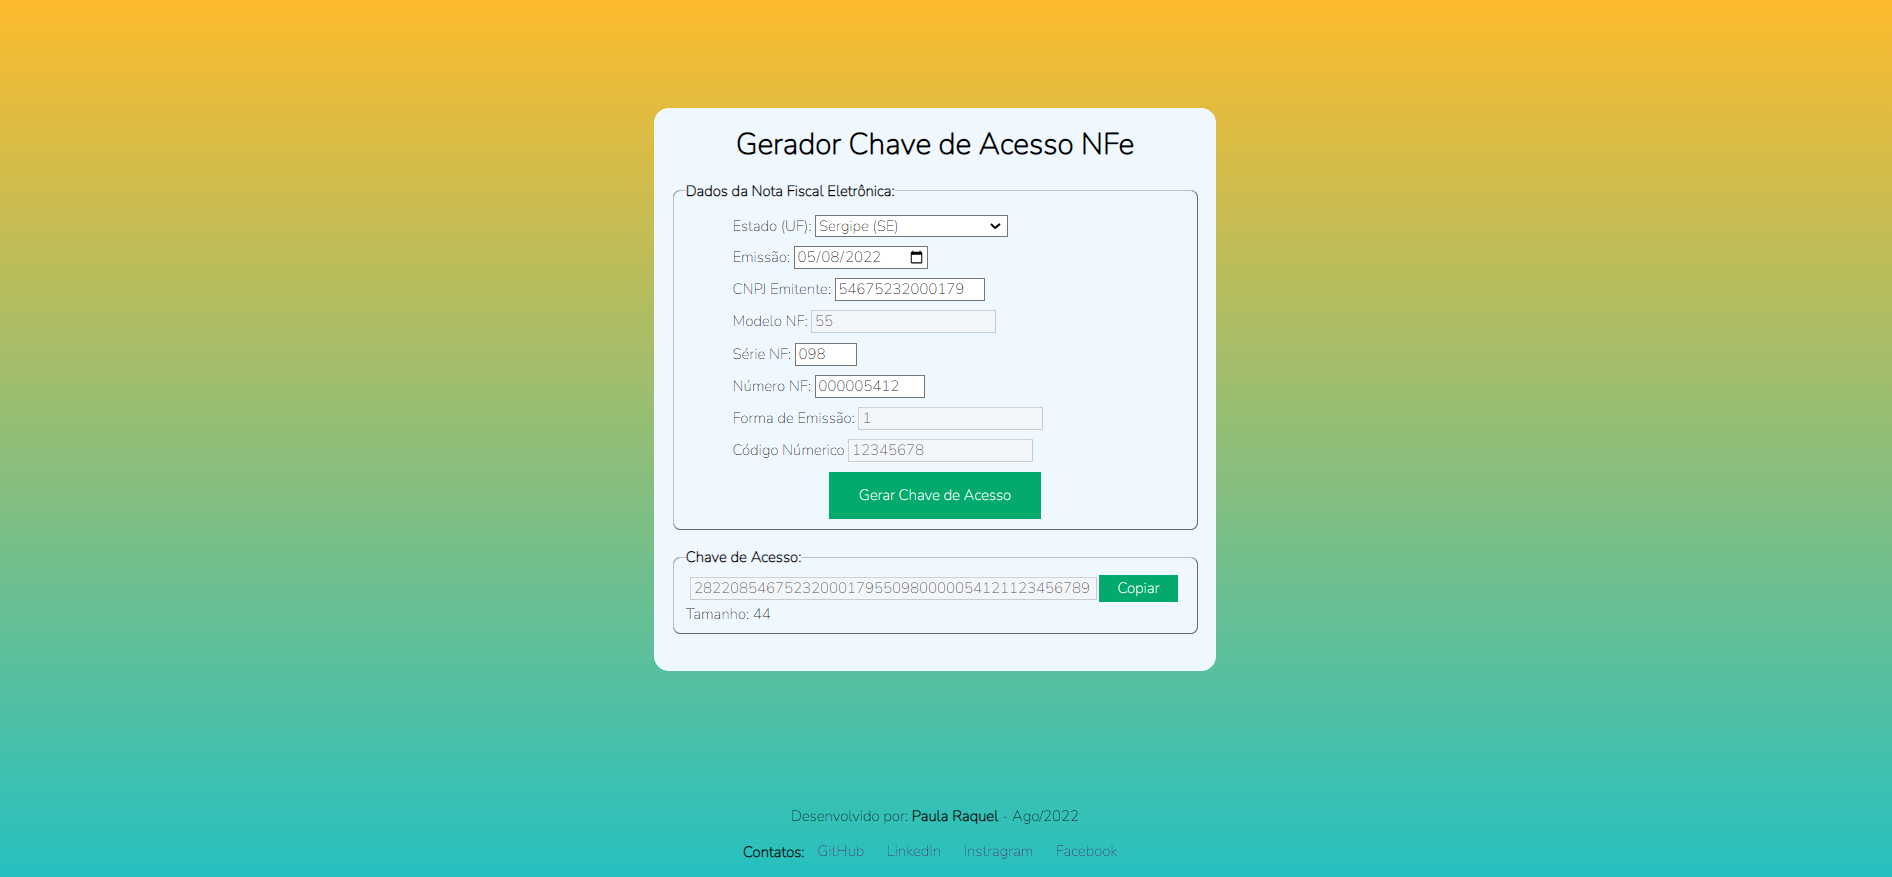 Gerador Chave de Acesso NFe
Dados da Nota Fiscal Eletrônica:
Estado (UF): Sergipe (SE)
Emissão: 05/08/2022
CNPJ Emitente: 54675232000179
Modelo NF: 55
Série NF: 098
Número NF: 000005412
Forma de Emissão: 1
Código Númerico 12345678
Gerar Chave de Acesso
Chave de Acesso:
28220854675232000179550980000054121123456789 Copiar
Tamanho: 44
Desenvolvido por: Paula Raquel - Ago/2022
Contatos: GitHub LinkedIn Instragram Facebook